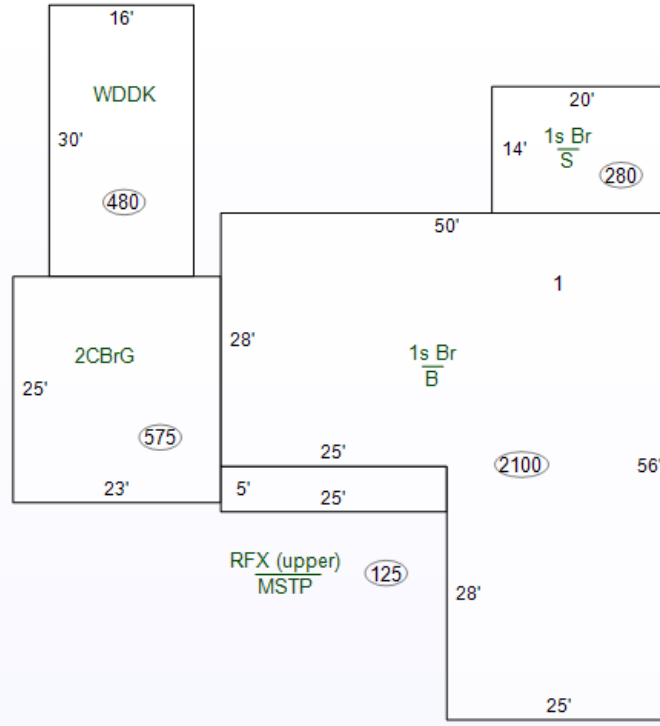 16'
WDDK
30'
480
20'
14'
1s Br
S
280
50'
1
28'
1s Br
B
2CBrG
25'
575
23'
25'
2100
56'
5'
25'
RFX (upper)
MSTP
125
28'
25'